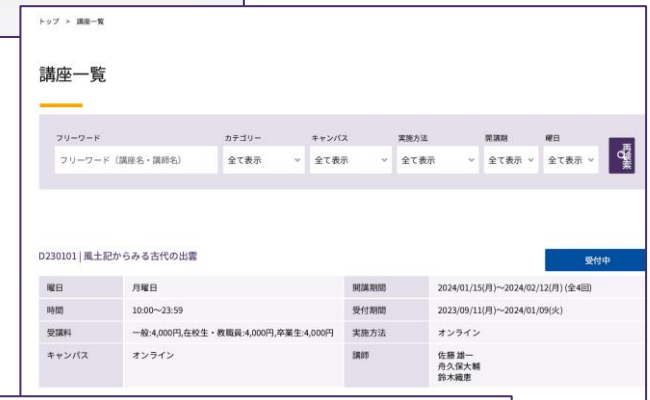 トップ > 講座一覧
講座一覧
フリーワード カテゴリー キャンパス 実施方法 開講期 曜日
フリーワード（講座名・講師名） 全て表示 全て表示 全て表示 全て表示 全て表示 再検索
D230101 | 風土記からみる古代の出雲 受付中
曜日 月曜日 開講期間 2024/01/15(月)～2024/02/12(月) (全4回)
時間 10:00～23:59 受付期間 2023/09/11(月)～2024/01/09(火)
受講料 一般:4,000円,在校生・教職員:4,000円,卒業生:4,000円 実施方法 オンライン
キャンパス オンライン 講師 佐藤 雄一
舟久保大輔
鈴木織恵